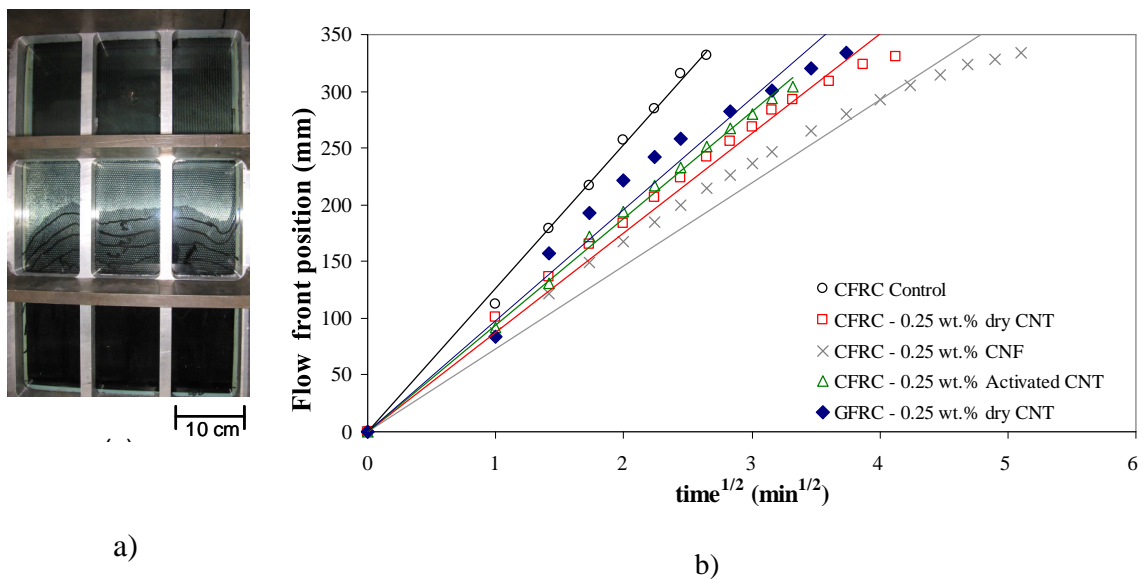 10 cm
a)
350
300
250
200
150
100
50
0
Flow front position (mm)
CFRC Control
CFRC - 0.25 wt.% dry CNT
CFRC - 0.25 wt.% CNF
CFRC - 0.25 wt.% Activated CNT
GFRC - 0.25 wt.% dry CNT
0 1 2 3 4 5 6
time1/2 (min1/2)
b)